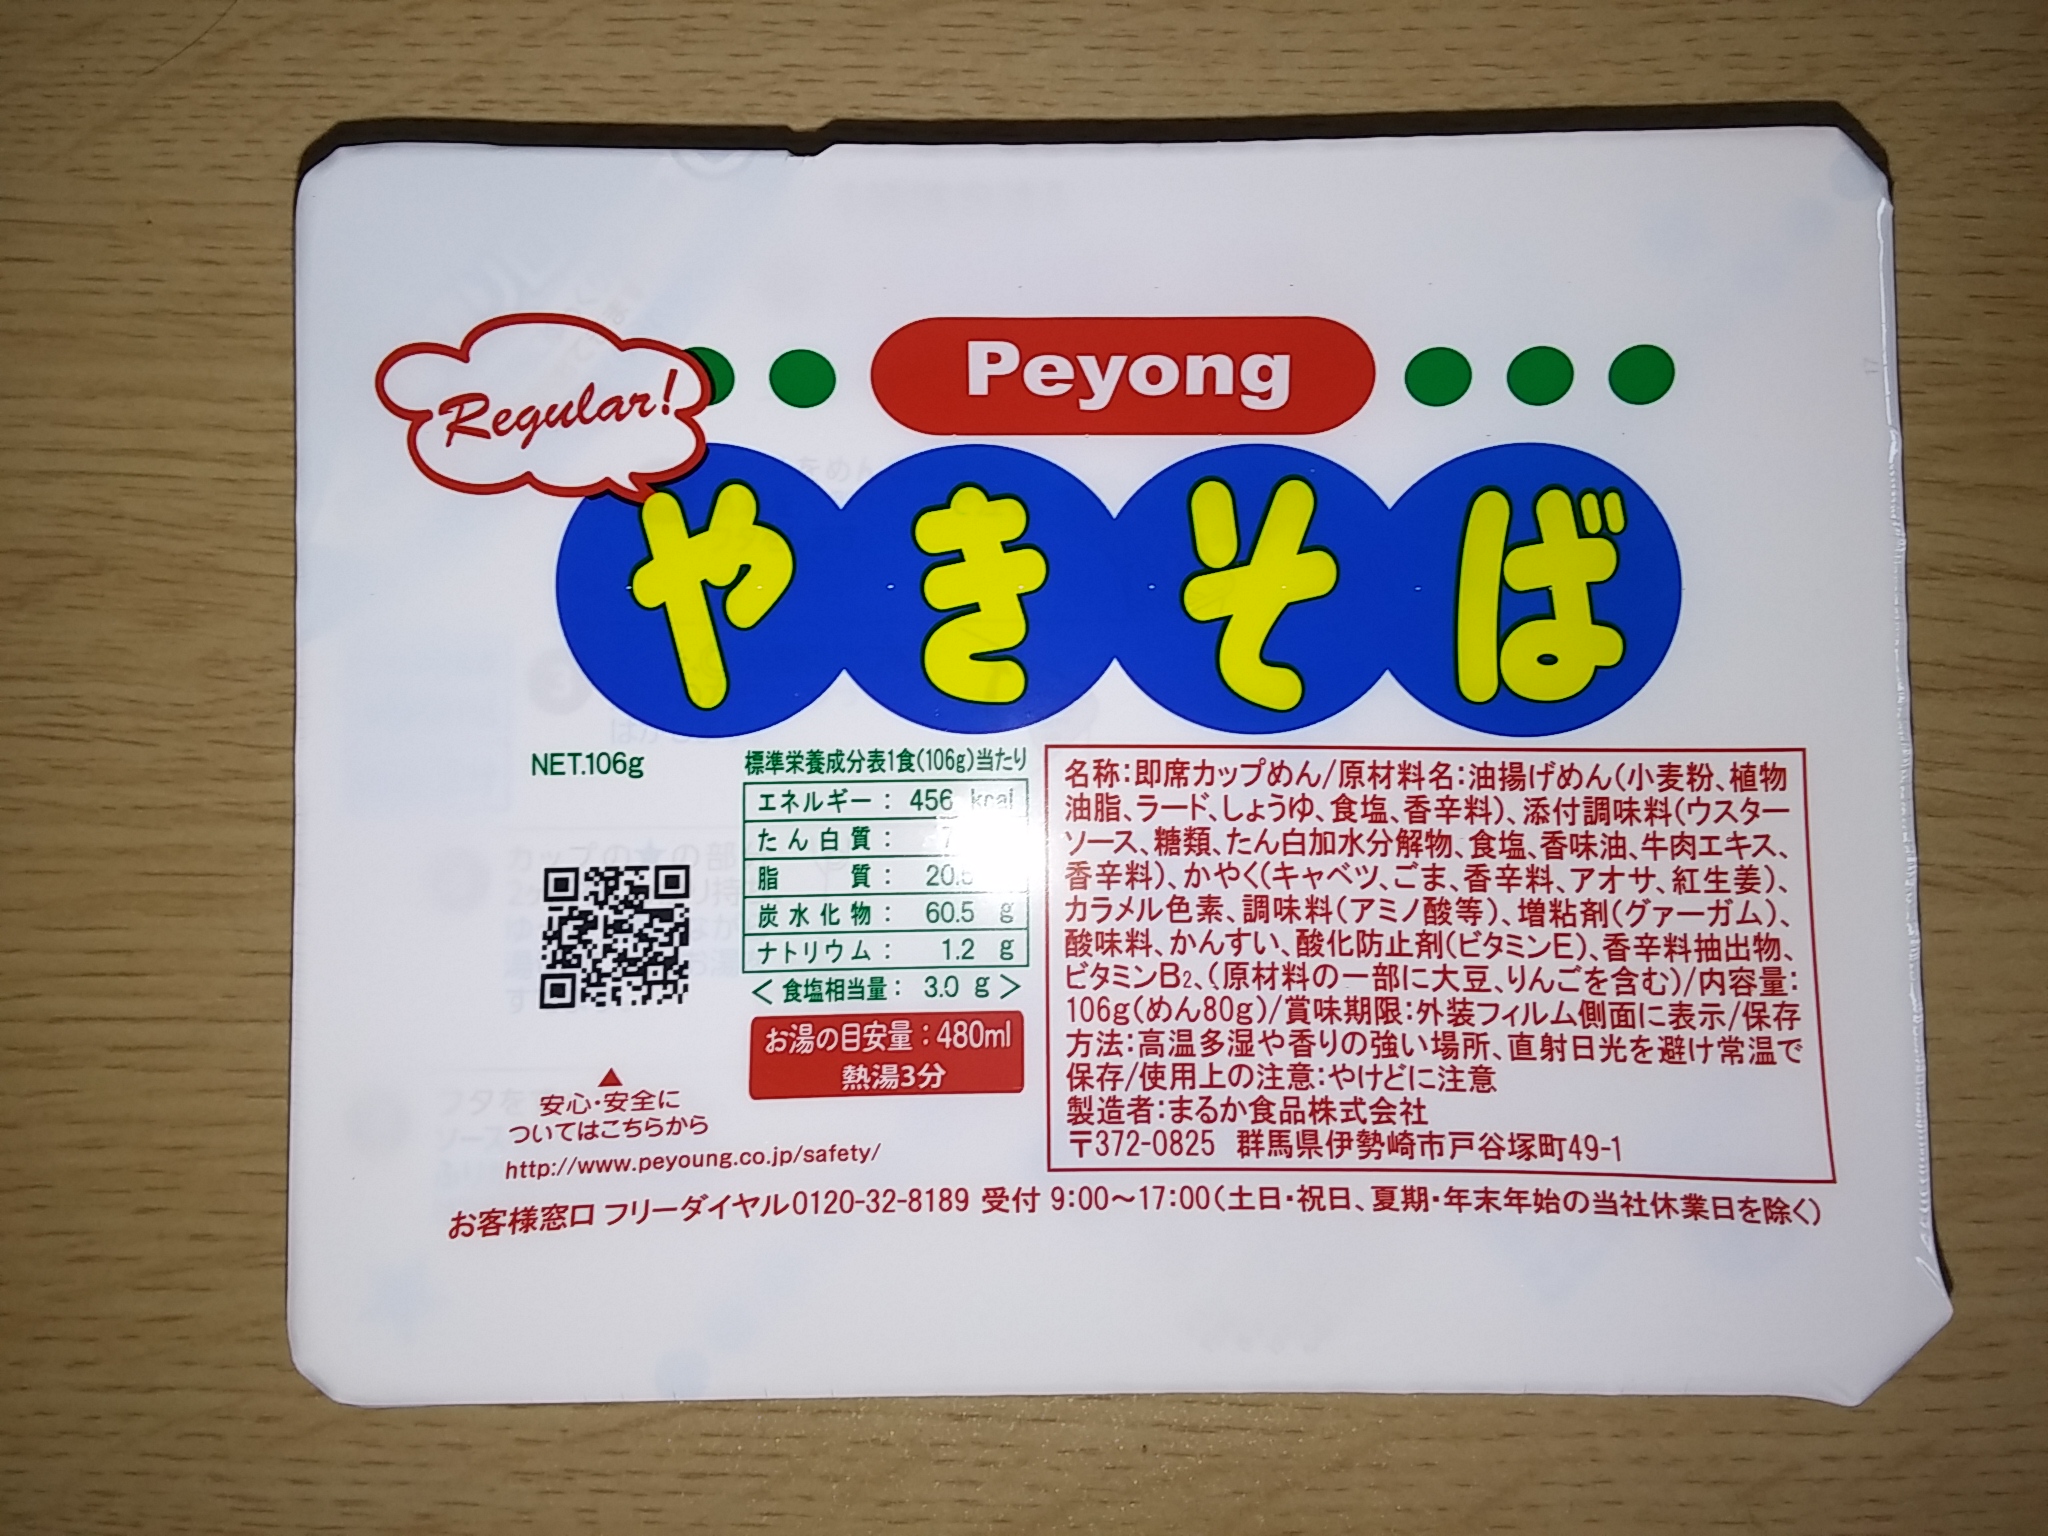 Regular!
Peyong
やきそば
NET.106g
標準栄養成分表1食(106g)当たり
エネルギー: 456 kcal
たん白質: 7
脂質: 20.
炭水化物: 60.5 g
ナトリウム: 1.2 g
<食塩相当量: 3.0 g>
お湯の目安量:480ml
熱湯3分
安心・安全に
ついてはこちらから
http://www.peyoung.co.jp/safety/
名称:即席カップめん/原材料名:油揚げめん(小麦粉、植物
油脂、ラード、しょうゆ、食塩、香辛料)、添付調味料(ウスター
ソース、糖類、たん白加水分解物、食塩、香味油、牛肉エキス、
香辛料)、かやく(キャベツ、ごま、香辛料、アオサ、紅生姜)、
カラメル色素、調味料(アミノ酸等)、増粘剤(グァーガム)、
酸味料、かんすい、酸化防止剤(ビタミンE)、香辛料抽出物、
ビタミンB2、(原材料の一部に大豆、りんごを含む)/内容量:
106g(めん80g)/賞味期限:外装フィルム側面に表示/保存
方法:高温多湿や香りの強い場所、直射日光を避け常温で
保存/使用上の注意:やけどに注意
製造者:まるか食品株式会社
〒372-0825 群馬県伊勢崎市戸谷塚町49-1
お客様窓口 フリーダイヤル0120-32-8189 受付 9:00〜17:00(土日・祝日、夏期・年末年始の当社休業日を除く)